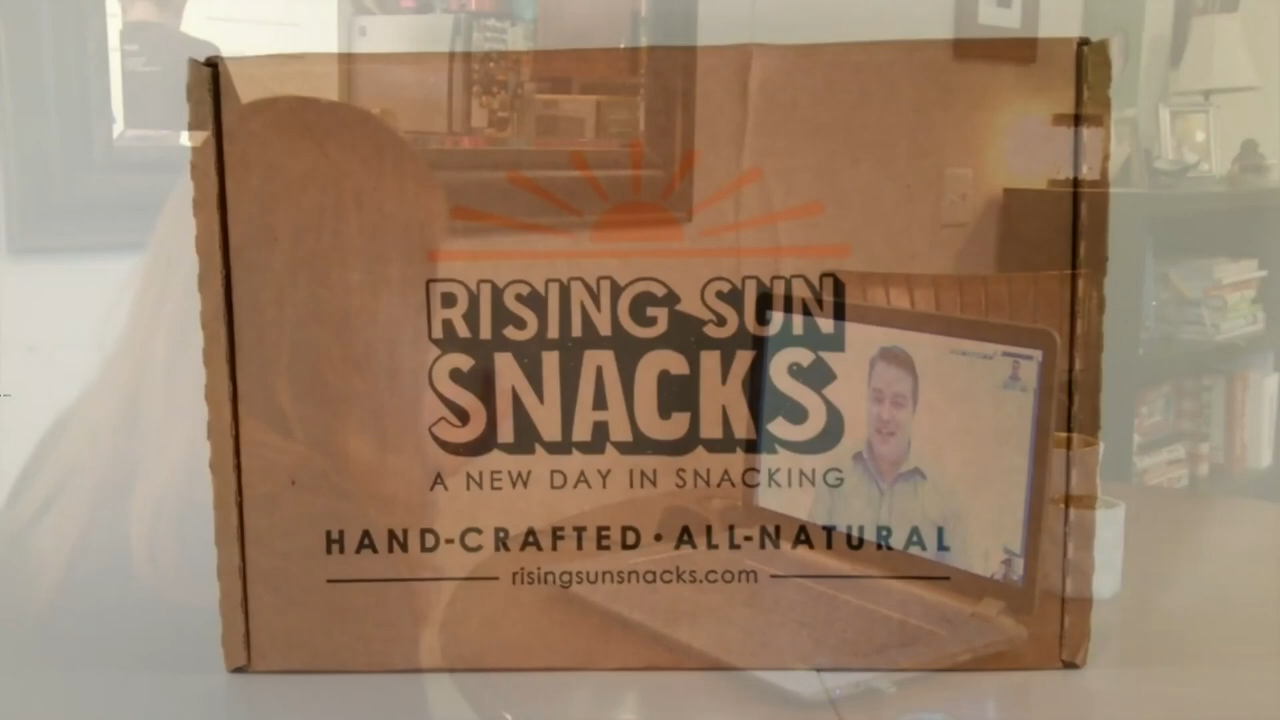 RISING SUN
SNACKS
A NEW DAY IN SNACKING
HAND-CRAFTED • ALL-NATURAL
risingsunsnacks.com